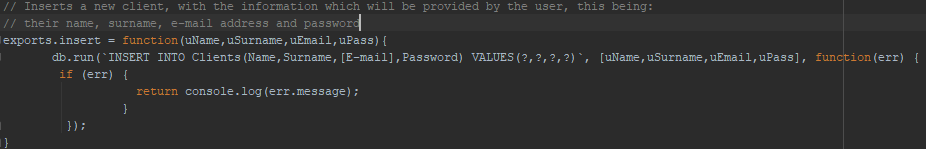 // Inserts a new client, with the information which will be provided by the user, this being:
// their name, surname, e-mail address and password
exports.insert = function(uName,uSurname,uEmail,uPass){
db.run(`INSERT INTO Clients(Name,Surname,[E-mail],Password) VALUES(?,?,?,?)`, [uName,uSurname,uEmail,uPass], function(err) {
if (err) {
return console.log(err.message);
}
});
}